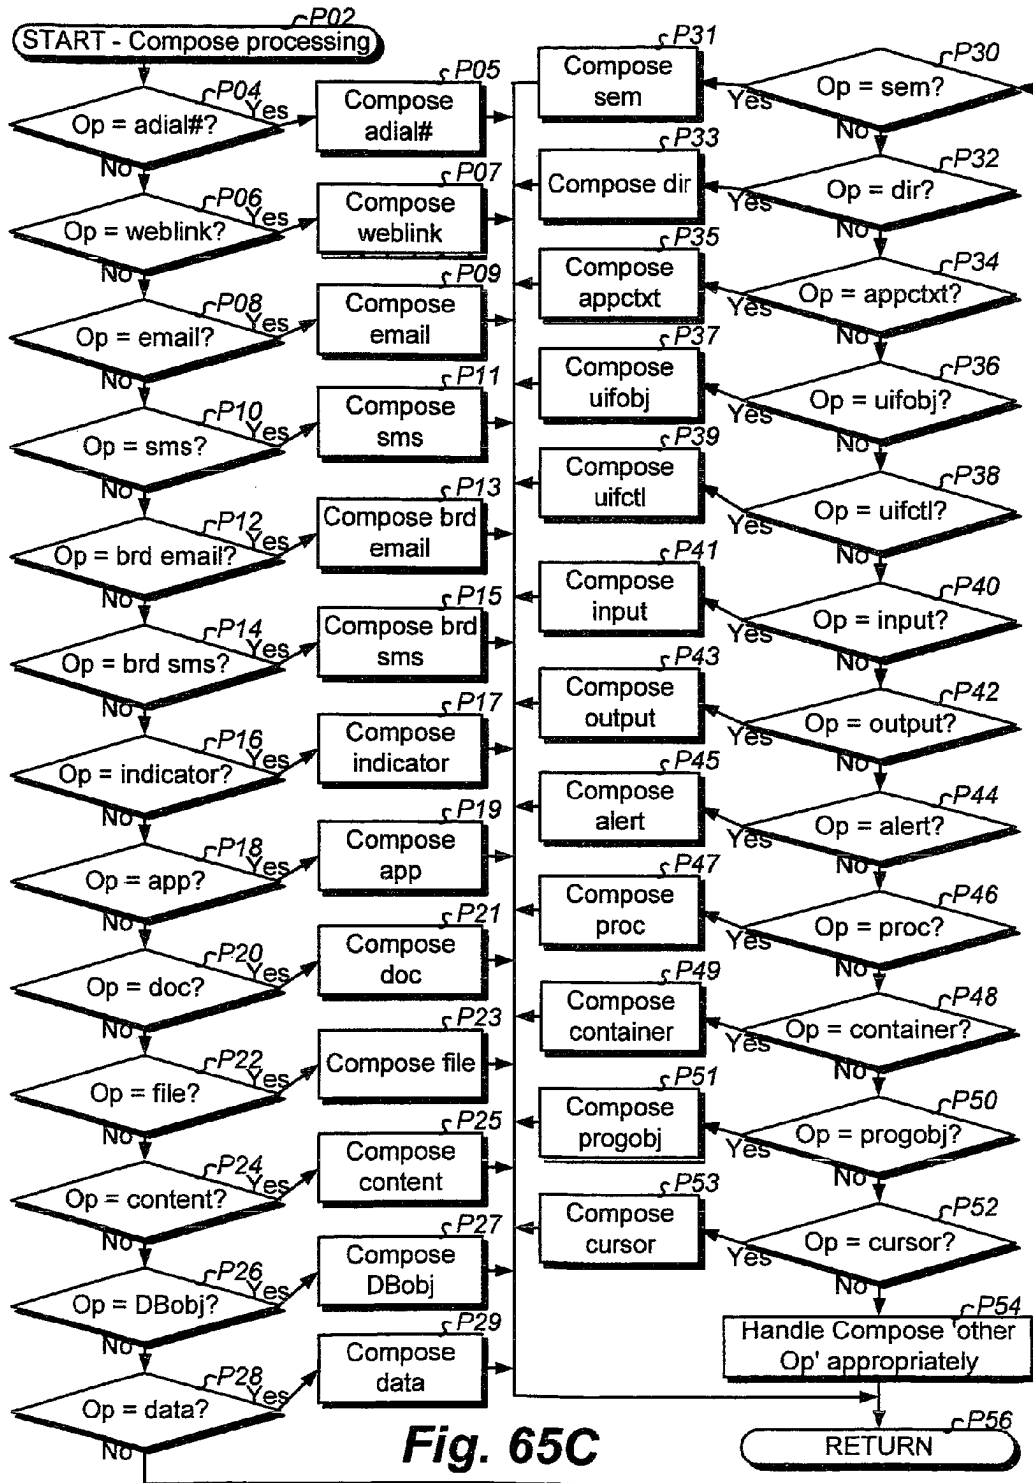 P02
START - Compose processing
P04
Op = adial#?
Yes
No
P05
Compose
adial#
P06
Op = weblink?
Yes
No
P07
Compose
weblink
P08
Op = email?
Yes
No
P09
Compose
email
P10
Op = sms?
Yes
No
P11
Compose
sms
P12
Op = brd email?
Yes
No
P13
Compose brd
email
P14
Op = brd sms?
Yes
No
P15
Compose brd
sms
P16
Op = indicator?
Yes
No
P17
Compose
indicator
P18
Op = app?
Yes
No
P19
Compose
app
P20
Op = doc?
Yes
No
P21
Compose
doc
P22
Op = file?
Yes
No
P23
Compose file
P24
Op = content?
Yes
No
P25
Compose
content
P26
Op = DBobj?
Yes
No
P27
Compose
DBobj
P28
Op = data?
Yes
No
P29
Compose
data
P30
Op = sem?
Yes
No
P31
Compose
sem
P32
Op = dir?
Yes
No
P33
Compose dir
P34
Op = appctxt?
Yes
No
P35
Compose
appctxt
P36
Op = uifobj?
Yes
No
P37
Compose
uifobj
P38
Op = uifctl?
Yes
No
P39
Compose
uifctl
P40
Op = input?
Yes
No
P41
Compose
input
P42
Op = output?
Yes
No
P43
Compose
output
P44
Op = alert?
Yes
No
P45
Compose
alert
P46
Op = proc?
Yes
No
P47
Compose
proc
P48
Op = container?
Yes
No
P49
Compose
container
P50
Op = progobj?
Yes
No
P51
Compose
progobj
P52
Op = cursor?
Yes
No
P53
Compose
cursor
P54
Handle Compose 'other
Op' appropriately
P56
RETURN
Fig. 65C